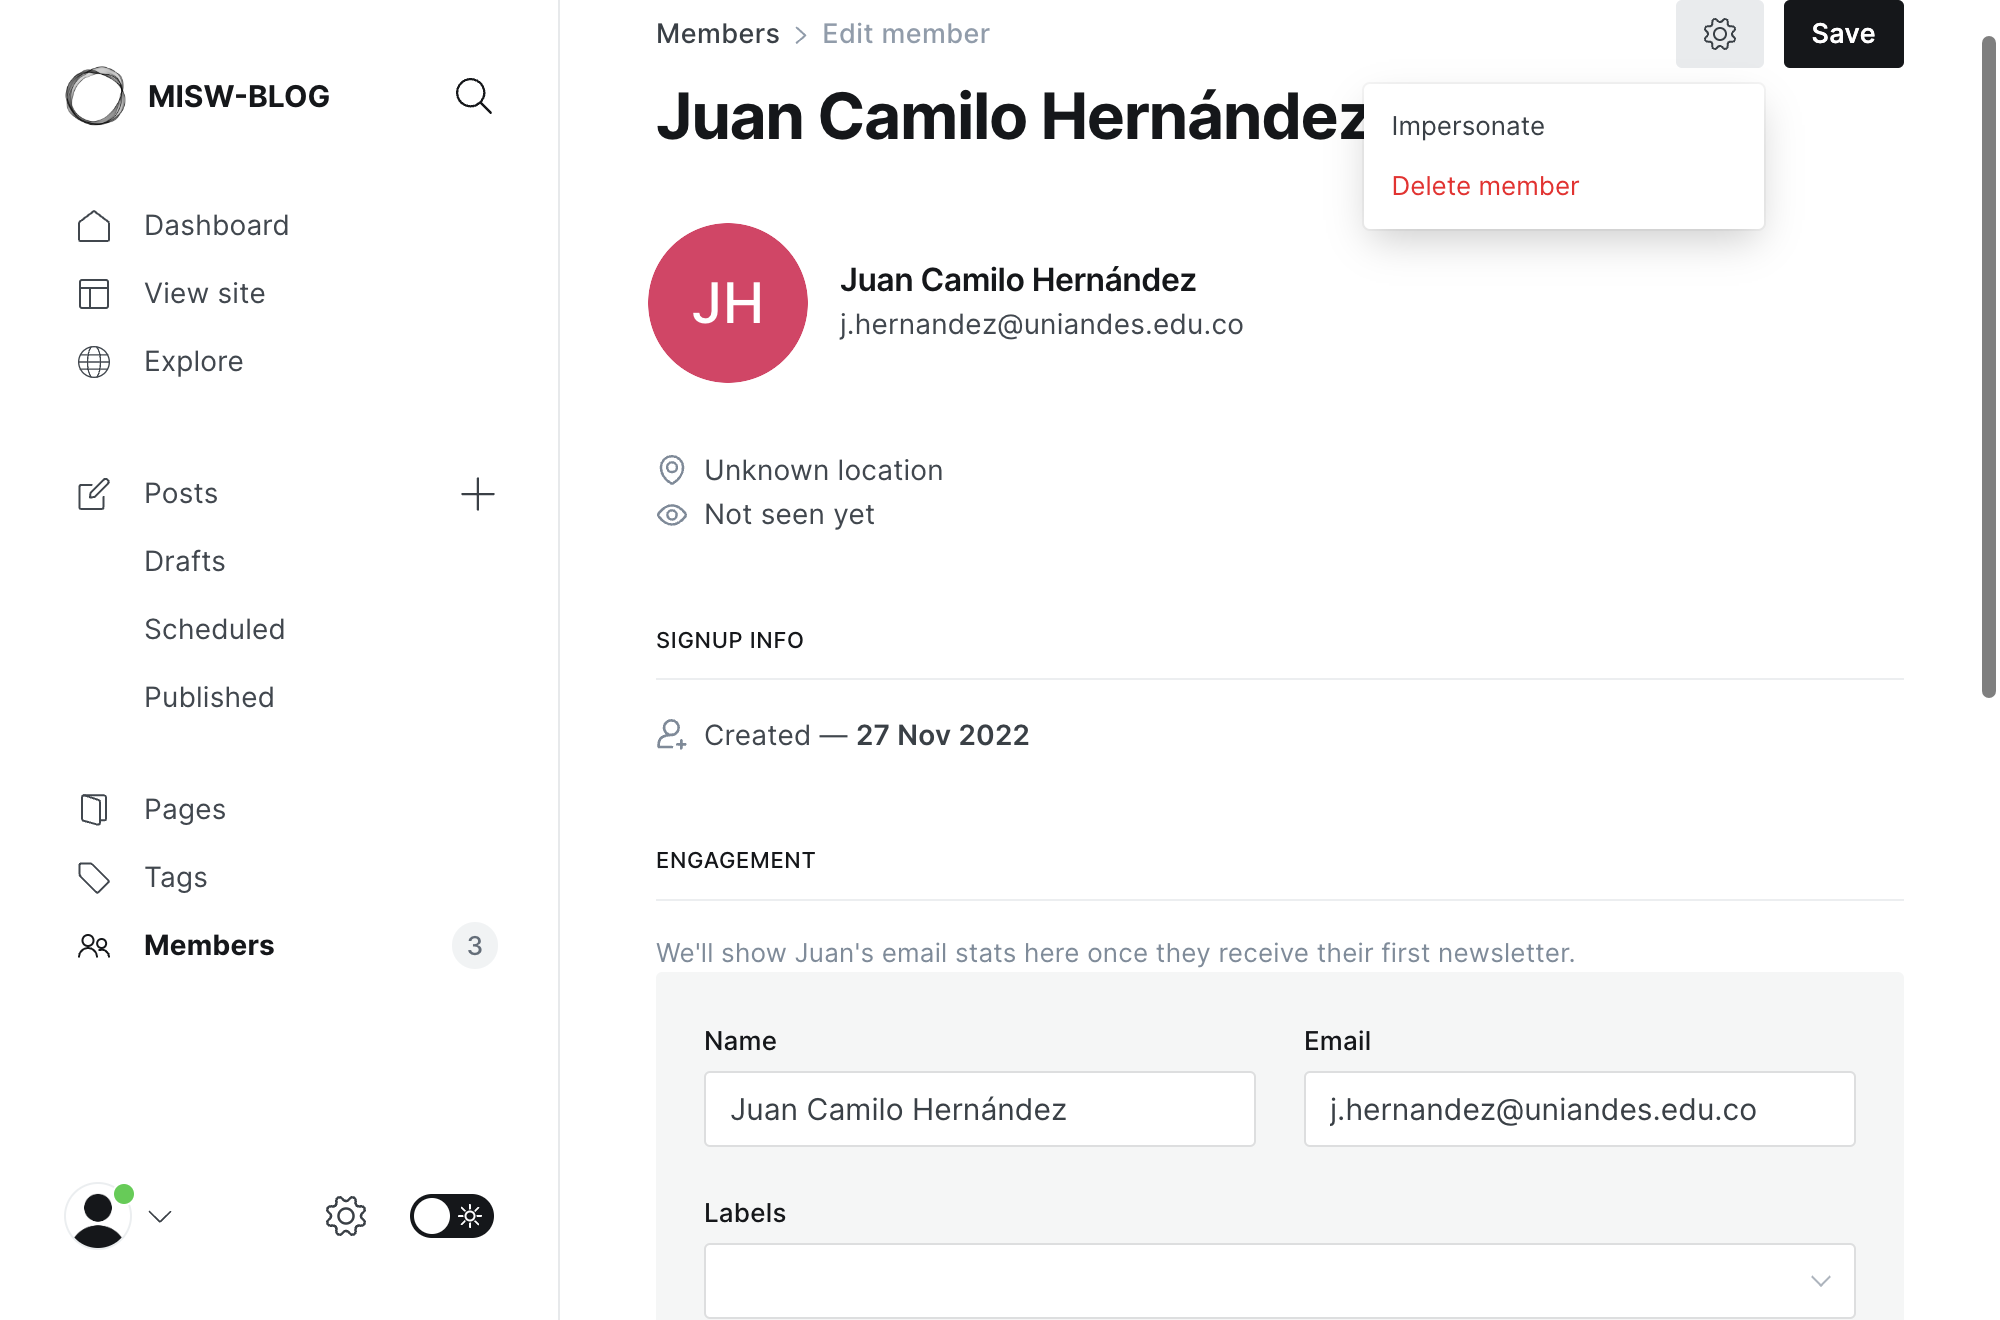 MISW-BLOG
Dashboard
View site
Explore
Posts
Drafts
Scheduled
Published
Pages
Tags
Members 3
Members > Edit member
Save
Juan Camilo Hernández
Impersonate
Delete member
JH
Juan Camilo Hernández
j.hernandez@uniandes.edu.co
Unknown location
Not seen yet
SIGNUP INFO
Created — 27 Nov 2022
ENGAGEMENT
We'll show Juan's email stats here once they receive their first newsletter.
Name
Juan Camilo Hernández
Email
j.hernandez@uniandes.edu.co
Labels